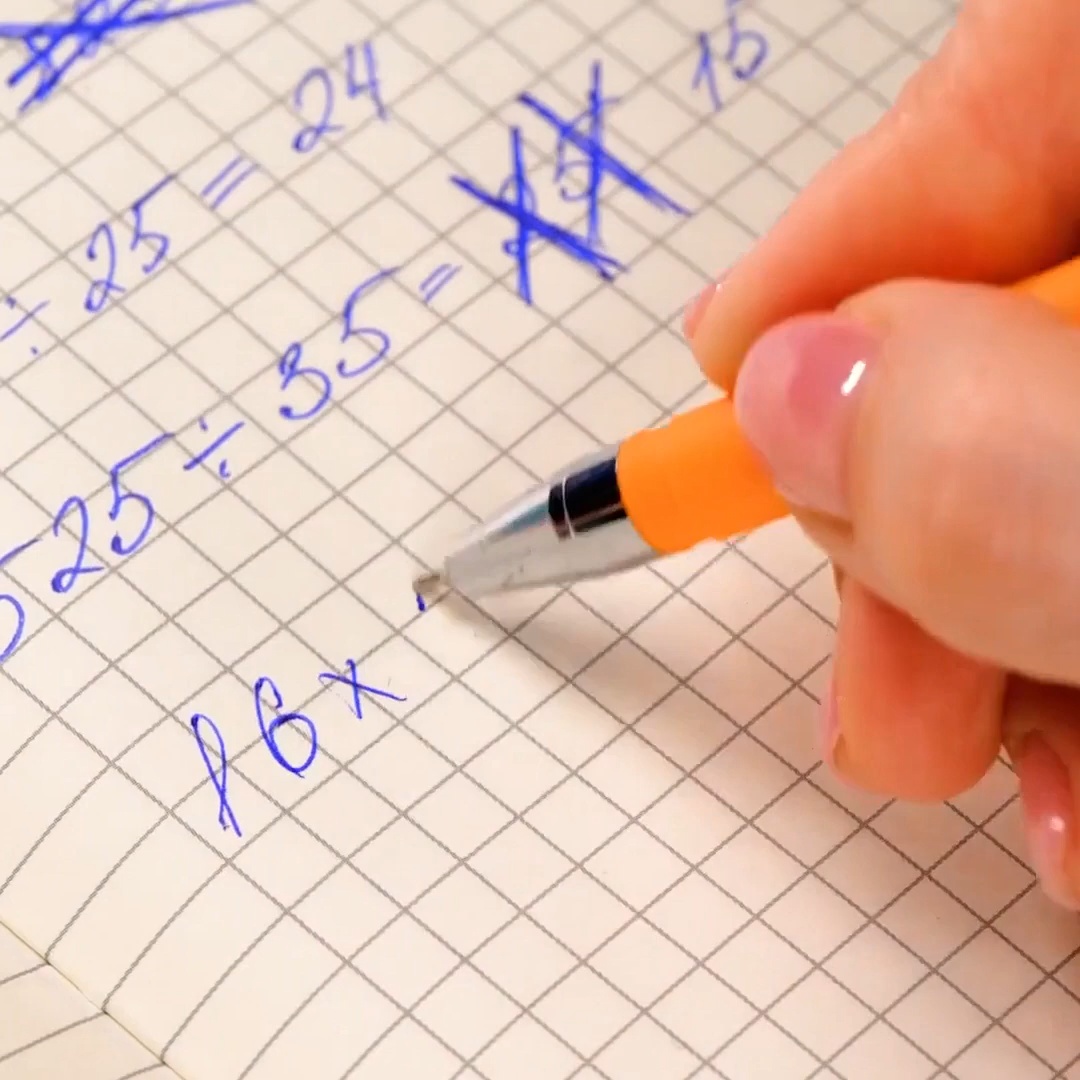 ÷ 25 = 24
525 ÷ 35 = 15
16 x